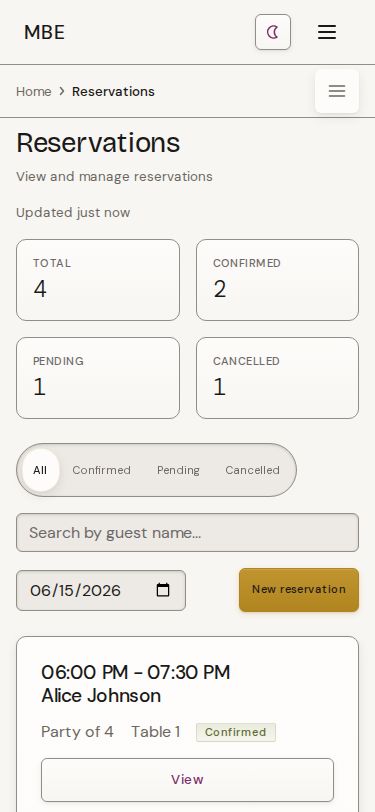 MBE
Home > Reservations
Reservations
View and manage reservations
Updated just now
TOTAL
4
CONFIRMED
2
PENDING
1
CANCELLED
1
All Confirmed Pending Cancelled
Search by guest name...
06/15/2026
New reservation
06:00 PM – 07:30 PM
Alice Johnson
Party of 4 Table 1 Confirmed
View